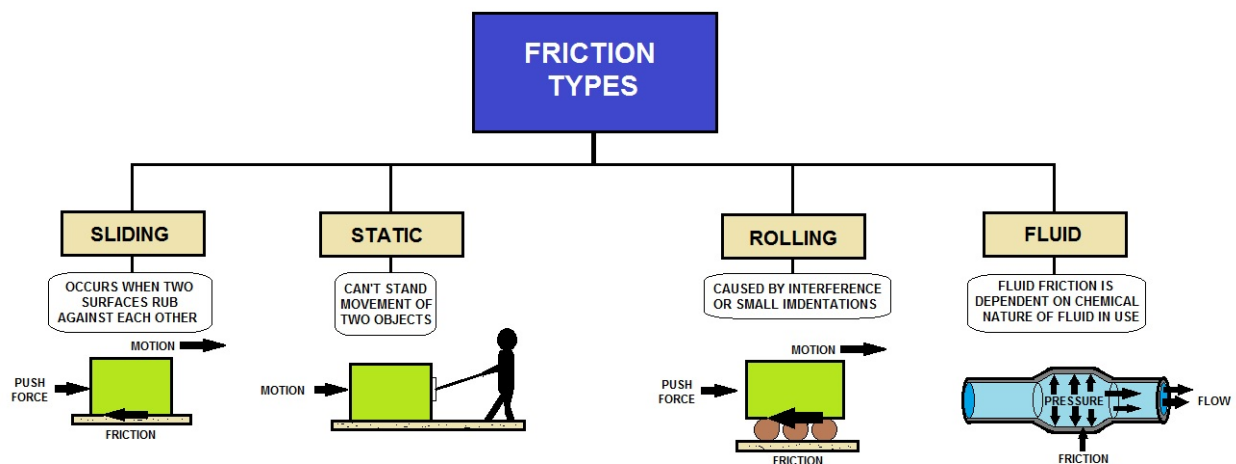 FRICTION
TYPES
SLIDING
OCCURS WHEN TWO
SURFACES RUB
AGAINST EACH OTHER
MOTION
PUSH
FORCE
FRICTION
STATIC
CAN'T STAND
MOVEMENT OF
TWO OBJECTS
MOTION
ROLLING
CAUSED BY INTERFERENCE
OR SMALL IMDENTATIONS
MOTION
PUSH
FORCE
FRICTION
FLUID
FLUID FRICTION IS
DEPENDENT ON CHEMICAL
NATURE OF FLUID IN USE
PRESSURE
FLOW
FRICTION